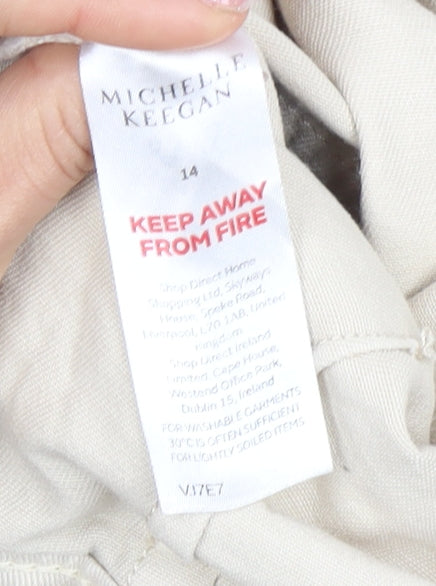 MICHELLE
KEEGAN
14
KEEP AWAY
FROM FIRE
Shop Direct Home
Shopping Ltd, Skyways
House, Speke Road,
Liverpool, L70 1AB, United
Kingdom
Shop Direct Ireland
Limited, Cape House,
Westend Office Park,
Dublin 15, Ireland
FOR WASHABLE GARMENTS
30°C IS OFTEN SUFFICIENT
FOR LIGHTLY SOILED ITEMS
VJ7E7